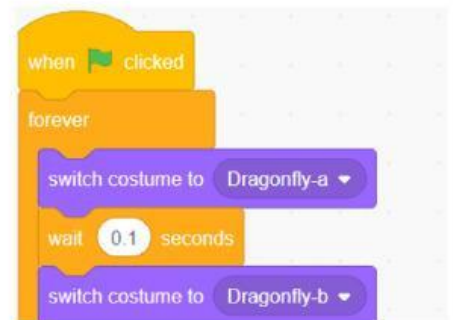 when clicked
forever
switch costume to Dragonfly-a
wait 0.1 seconds
switch costume to Dragonfly-b